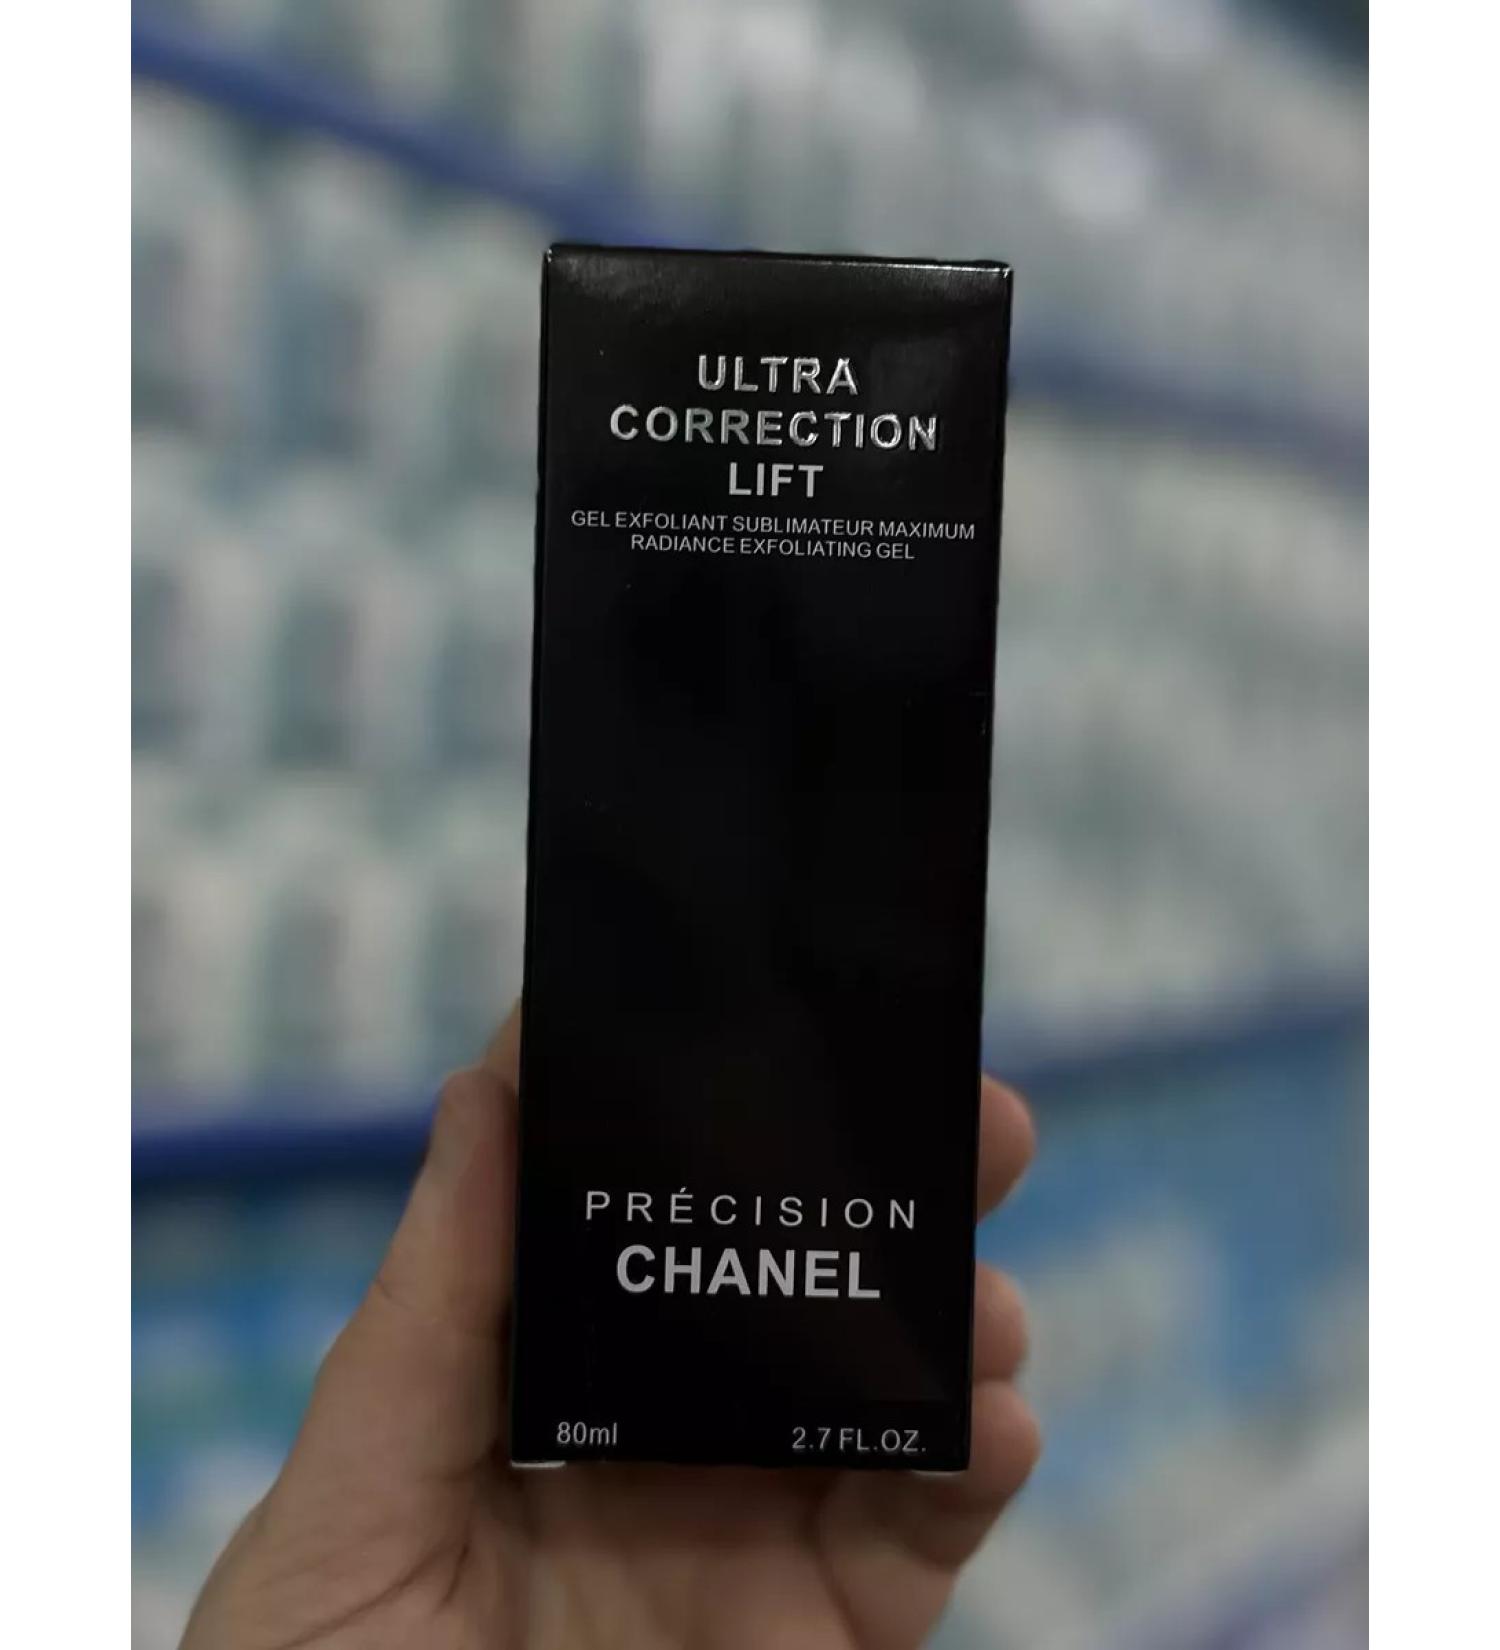 ULTRA
CORRECTION
LIFT
GEL EXFOLIANT SUBLIMATEUR MAXIMUM
RADIANCE EXFOLIATING GEL
PRÉCISION
CHANEL
80ml 2.7 FL.OZ.